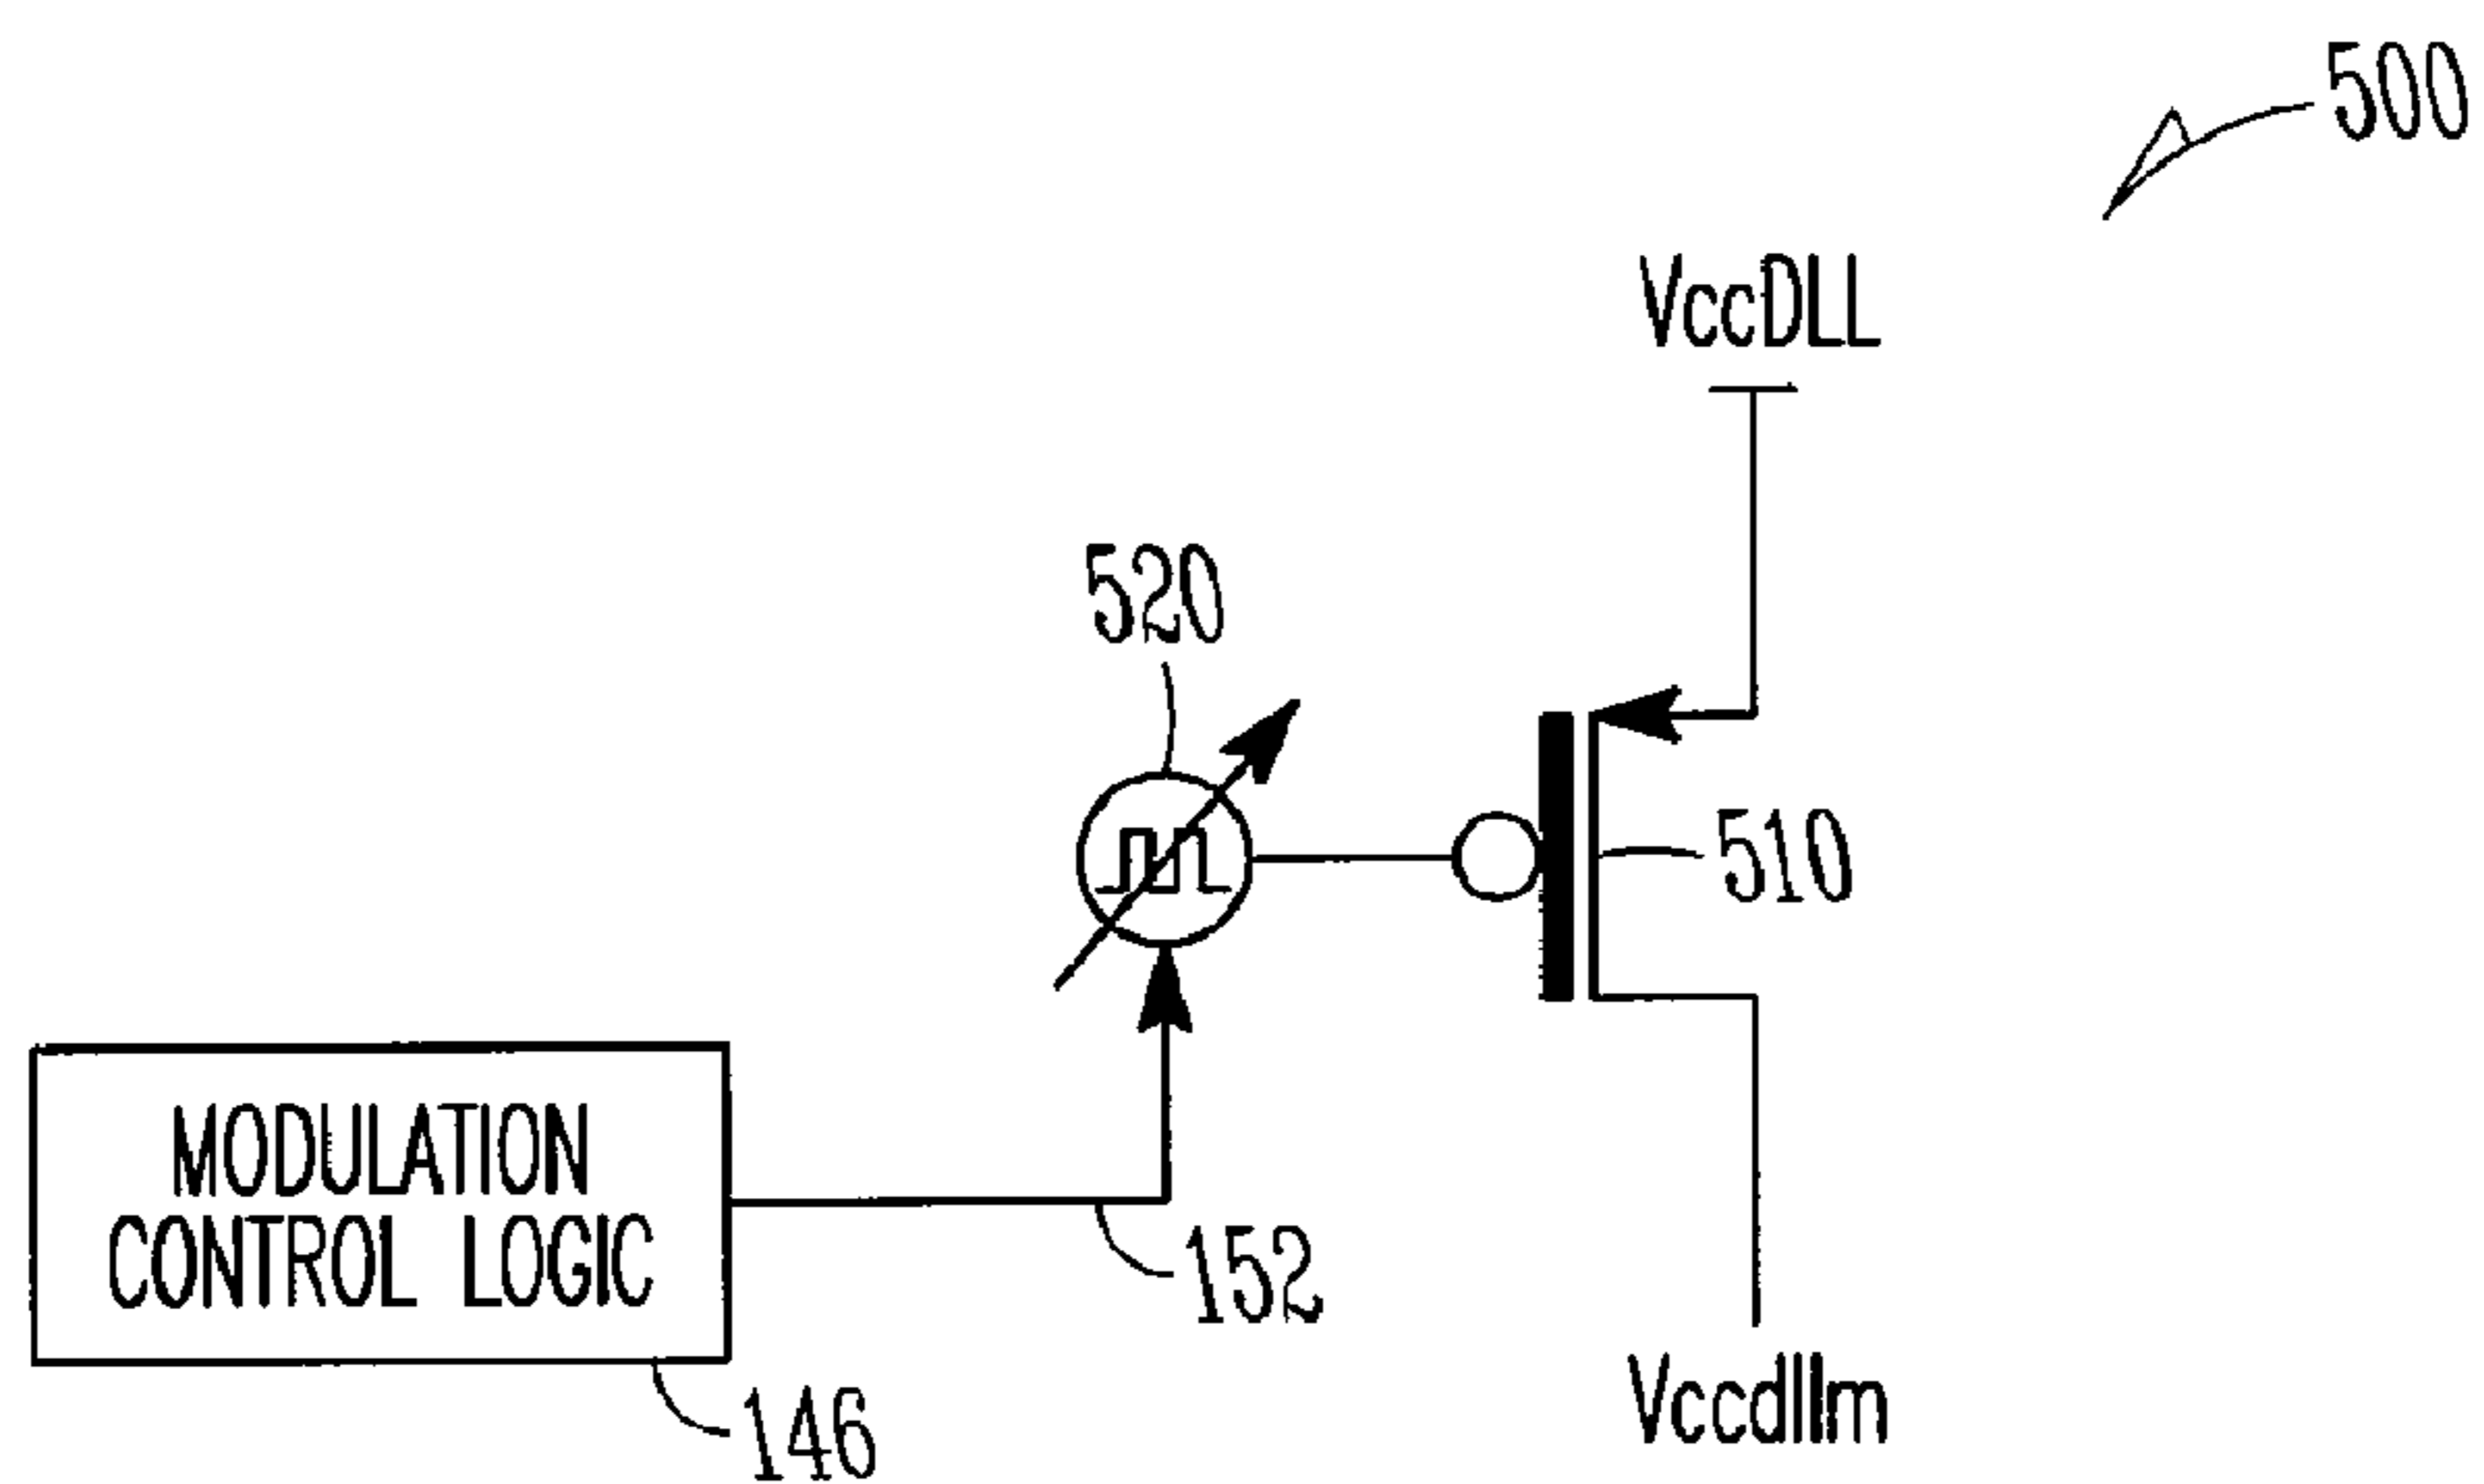 500
VccDLL
520
510
MODULATION
CONTROL LOGIC
152
146
Vccdllm